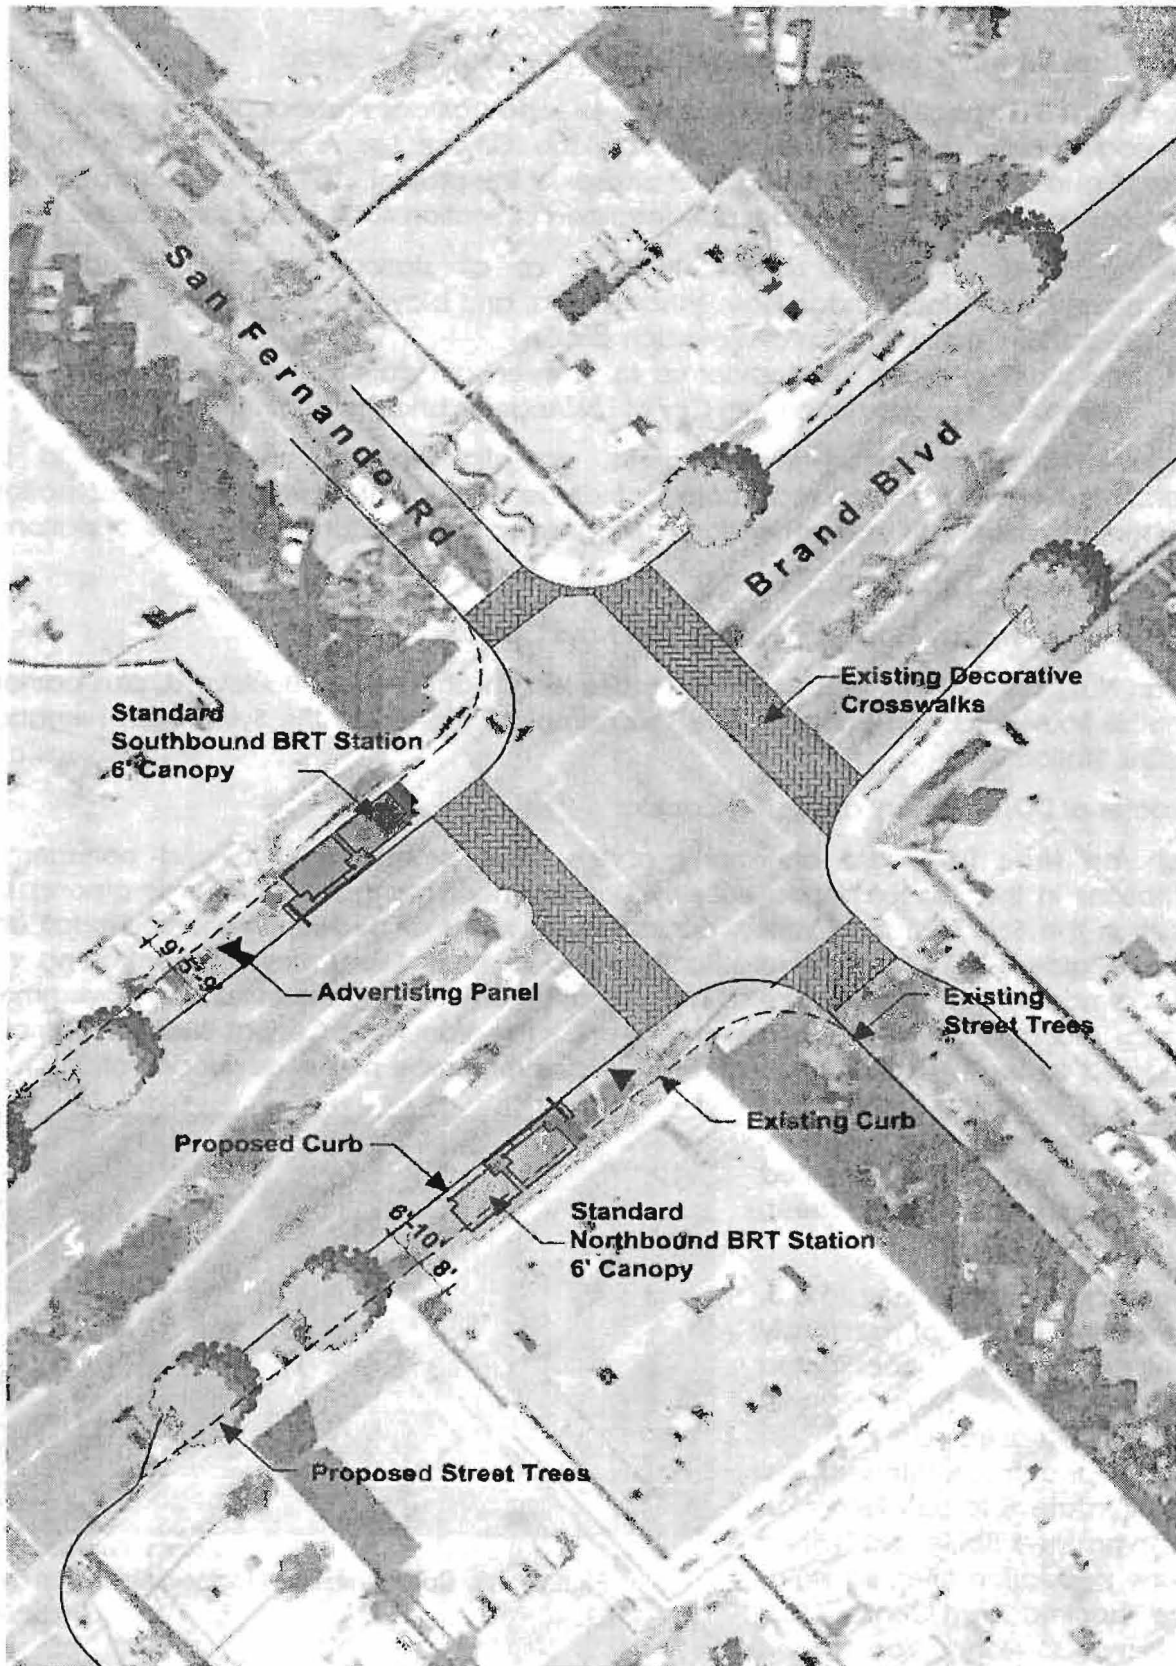 San Fernando Rd
Brand Blvd
Existing Decorative
Crosswalks
Standard
Southbound BRT Station
6' Canopy
Advertising Panel
Existing
Street Trees
Existing Curb
Proposed Curb
6'-10"
8'
Standard
Northbound BRT Station
6' Canopy
Proposed Street Trees